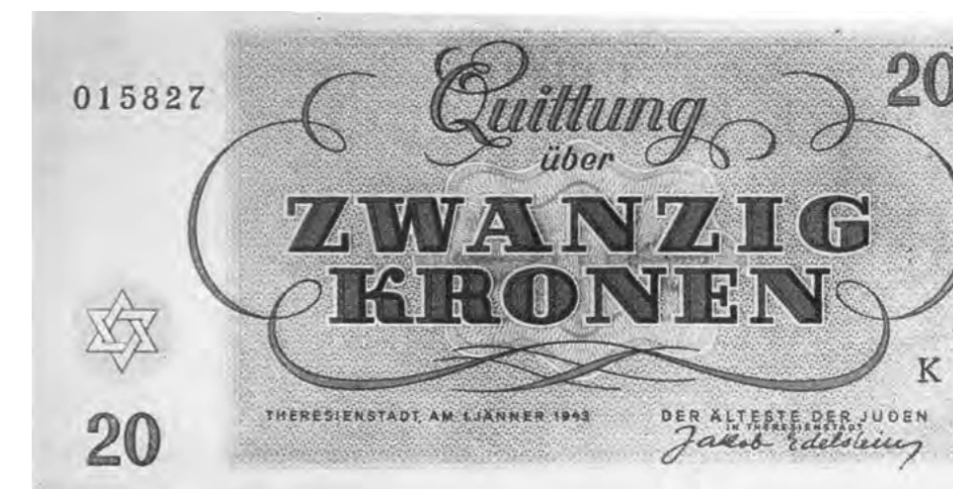 20
015827
Quittung
über
ZWANZIG
KRONEN
K
THERESIENSTADT, AM 1.JÄNNER 1943
DER ÄLTESTE DER JUDEN
IN THERESIENSTADT
Jakob Edelstein
20